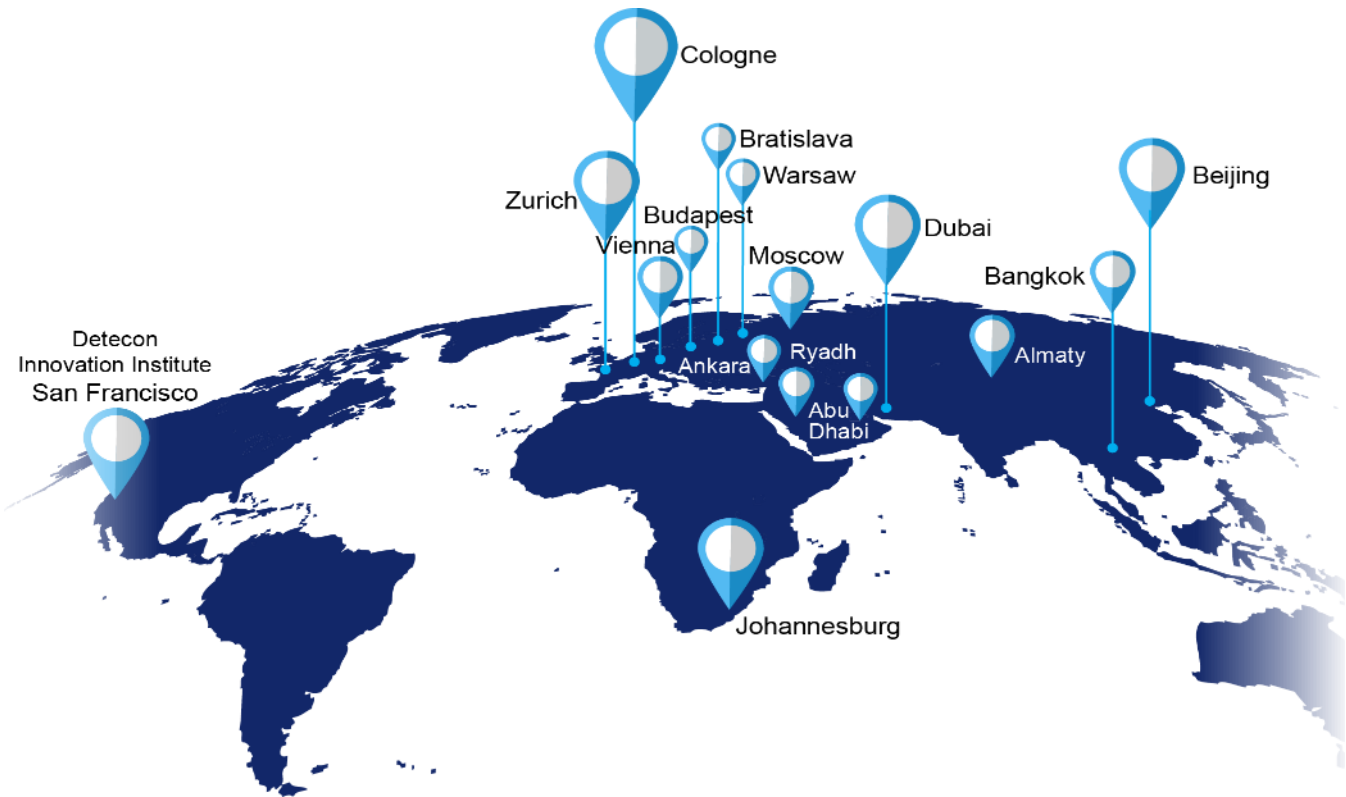 Cologne
Bratislava
Warsaw
Beijing
Zurich
Budapest
Dubai
Vienna
Moscow
Bangkok
Detecon
Innovation Institute
San Francisco
Ankara
Ryadh
Almaty
Abu
Dhabi
Johannesburg